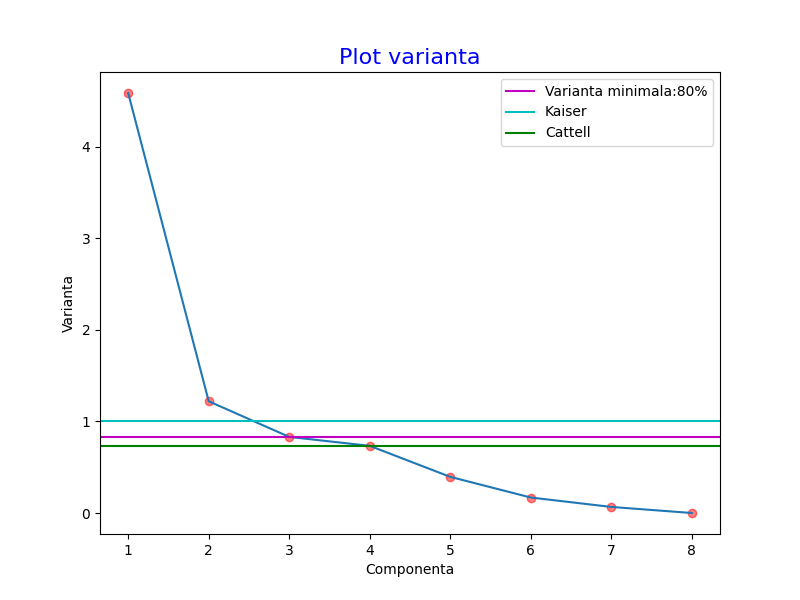 Plot varianta
Varianta minimala:80%
Kaiser
Cattell
4
3
2
1
0
Varianta
1 2 3 4 5 6 7 8
Componenta